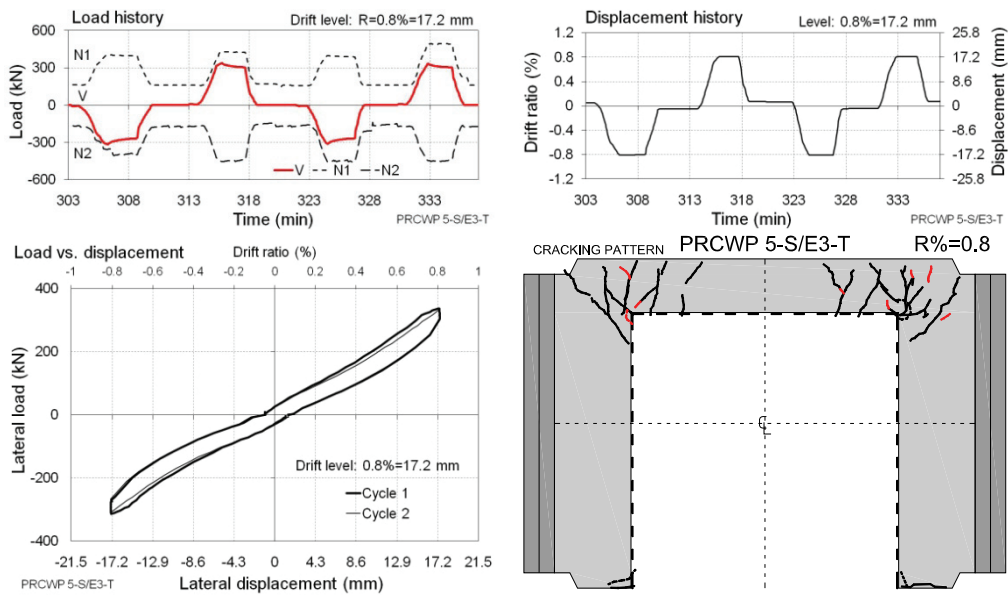 Load history
Drift level: R=0.8%=17.2 mm
Load (kN)
600
300
0
-300
-600
N1
V
N2
V N1 N2
303 308 313 318 323 328 333
Time (min)
PRCWP 5-S/E3-T
Displacement history
Level: 0.8%=17.2 mm
Drift ratio (%)
1.2
0.8
0.4
0
-0.4
-0.8
-1.2
25.8
17.2
8.6
0
-8.6
-17.2
-25.8
Displacement (mm)
303 308 313 318 323 328 333
Time (min)
PRCWP 5-S/E3-T
Load vs. displacement
Drift ratio (%)
-1 -0.8 -0.6 -0.4 -0.2 0 0.2 0.4 0.6 0.8 1
Lateral load (kN)
400
200
0
-200
-400
Drift level: 0.8%=17.2 mm
Cycle 1
Cycle 2
-21.5 -17.2 -12.9 -8.6 -4.3 0 4.3 8.6 12.9 17.2 21.5
PRCWP 5-S/E3-T
Lateral displacement (mm)
CRACKING PATTERN PRCWP 5-S/E3-T R%=0.8
℄